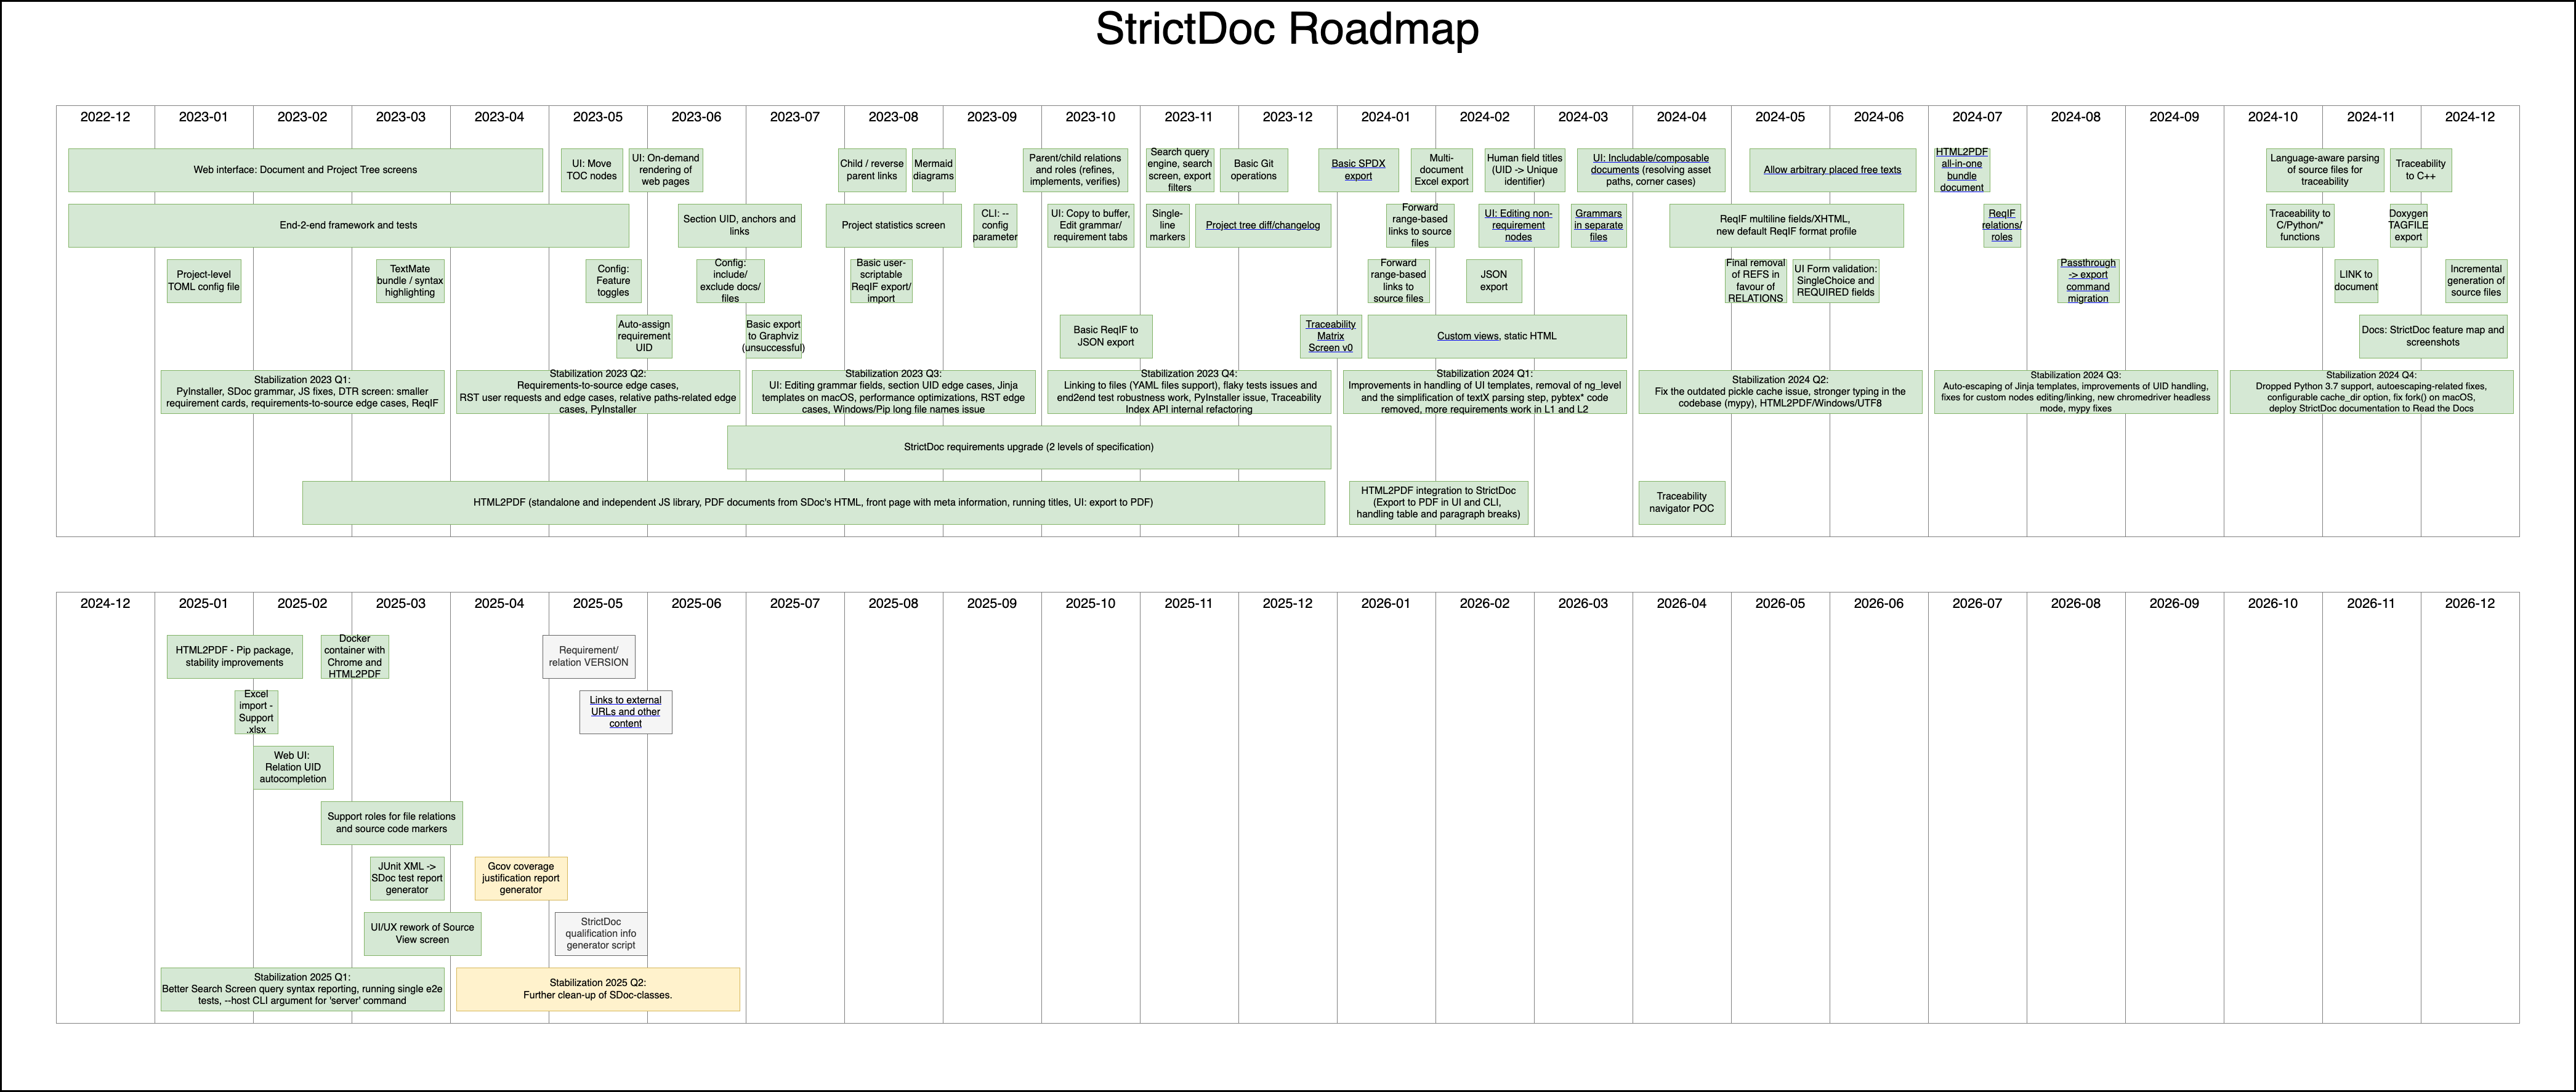 StrictDoc Roadmap
2022-12
2023-01
2023-02
2023-03
2023-04
2023-05
2023-06
2023-07
2023-08
2023-09
2023-10
2023-11
2023-12
2024-01
2024-02
2024-03
2024-04
2024-05
2024-06
2024-07
2024-08
2024-09
2024-10
2024-11
2024-12
Web interface: Document and Project Tree screens
UI: Move
TOC nodes
UI: On-demand
rendering of
web pages
Child / reverse
parent links
Mermaid
diagrams
Parent/child relations
and roles (refines,
implements, verifies)
Search query
engine, search
screen, export
filters
Basic Git
operations
Basic SPDX
export
Multi-
document
Excel export
Human field titles
(UID -> Unique
identifier)
UI: Includable/composable
documents (resolving asset
paths, corner cases)
Allow arbitrary placed free texts
HTML2PDF
all-in-one
bundle
document
Language-aware parsing
of source files for
traceability
Traceability
to C++
End-2-end framework and tests
Section UID, anchors and
links
Project statistics screen
CLI: --
config
parameter
UI: Copy to buffer,
Edit grammar/
requirement tabs
Single-
line
markers
Project tree diff/changelog
Forward
range-based
links to source
files
UI: Editing non-
requirement
nodes
Grammars
in separate
files
ReqIF multiline fields/XHTML,
new default ReqIF format profile
ReqIF
relations/
roles
Traceability to
C/Python/*
functions
Doxygen
TAGFILE
export
Project-level
TOML config file
TextMate
bundle / syntax
highlighting
Config:
Feature
toggles
Config:
include/
exclude docs/
files
Basic user-
scriptable
ReqIF export/
import
Forward
range-based
links to
source files
JSON
export
Final removal
of REFS in
favour of
RELATIONS
UI Form validation:
SingleChoice and
REQUIRED fields
Passthrough
-> export
command
migration
LINK to
document
Incremental
generation of
source files
Auto-assign
requirement
UID
Basic export
to Graphviz
(unsuccessful)
Basic ReqIF to
JSON export
Traceability
Matrix
Screen v0
Custom views, static HTML
Docs: StrictDoc feature map and
screenshots
Stabilization 2023 Q1:
PyInstaller, SDoc grammar, JS fixes, DTR screen: smaller
requirement cards, requirements-to-source edge cases, ReqIF
Stabilization 2023 Q2:
Requirements-to-source edge cases,
RST user requests and edge cases, relative paths-related edge
cases, PyInstaller
Stabilization 2023 Q3:
UI: Editing grammar fields, section UID edge cases, Jinja
templates on macOS, performance optimizations, RST edge
cases, Windows/Pip long file names issue
Stabilization 2023 Q4:
Linking to files (YAML files support), flaky tests issues and
end2end test robustness work, PyInstaller issue, Traceability
Index API internal refactoring
Stabilization 2024 Q1:
Improvements in handling of UI templates, removal of ng_level
and the simplification of textX parsing step, pybtex* code
removed, more requirements work in L1 and L2
Stabilization 2024 Q2:
Fix the outdated pickle cache issue, stronger typing in the
codebase (mypy), HTML2PDF/Windows/UTF8
Stabilization 2024 Q3:
Auto-escaping of Jinja templates, improvements of UID handling,
fixes for custom nodes editing/linking, new chromedriver headless
mode, mypy fixes
Stabilization 2024 Q4:
Dropped Python 3.7 support, autoescaping-related fixes,
configurable cache_dir option, fix fork() on macOS,
deploy StrictDoc documentation to Read the Docs
StrictDoc requirements upgrade (2 levels of specification)
HTML2PDF (standalone and independent JS library, PDF documents from SDoc's HTML, front page with meta information, running titles, UI: export to PDF)
HTML2PDF integration to StrictDoc
(Export to PDF in UI and CLI,
handling table and paragraph breaks)
Traceability
navigator POC
2024-12
2025-01
2025-02
2025-03
2025-04
2025-05
2025-06
2025-07
2025-08
2025-09
2025-10
2025-11
2025-12
2026-01
2026-02
2026-03
2026-04
2026-05
2026-06
2026-07
2026-08
2026-09
2026-10
2026-11
2026-12
HTML2PDF - Pip package,
stability improvements
Docker
container with
Chrome and
HTML2PDF
Requirement/
relation VERSION
Excel
import -
Support
.xlsx
Links to external
URLs and other
content
Web UI:
Relation UID
autocompletion
Support roles for file relations
and source code markers
JUnit XML ->
SDoc test report
generator
Gcov coverage
justification report
generator
UI/UX rework of Source
View screen
StrictDoc
qualification info
generator script
Stabilization 2025 Q1:
Better Search Screen query syntax reporting, running single e2e
tests, --host CLI argument for 'server' command
Stabilization 2025 Q2:
Further clean-up of SDoc-classes.